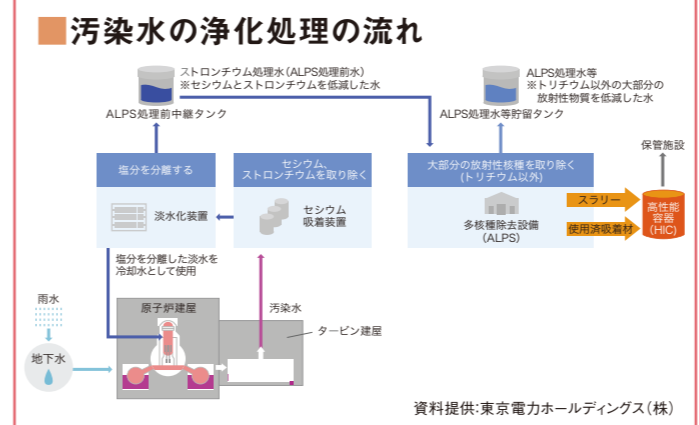 ■汚染水の浄化処理の流れ
ストロンチウム処理水（ALPS処理前水）
※セシウムとストロンチウムを低減した水
ALPS処理前中継タンク
ALPS処理水等
※トリチウム以外の大部分の
放射性物質を低減した水
ALPS処理水等貯留タンク
塩分を分離する
淡水化装置
セシウム、
ストロンチウムを取り除く
セシウム
吸着装置
大部分の放射性核種を取り除く
（トリチウム以外）
多核種除去設備
（ALPS）
保管施設
スラリー
使用済吸着材
高性能
容器
（HIC）
塩分を分離した淡水を
冷却水として使用
雨水
地下水
原子炉建屋
汚染水
タービン建屋
資料提供：東京電力ホールディングス（株）